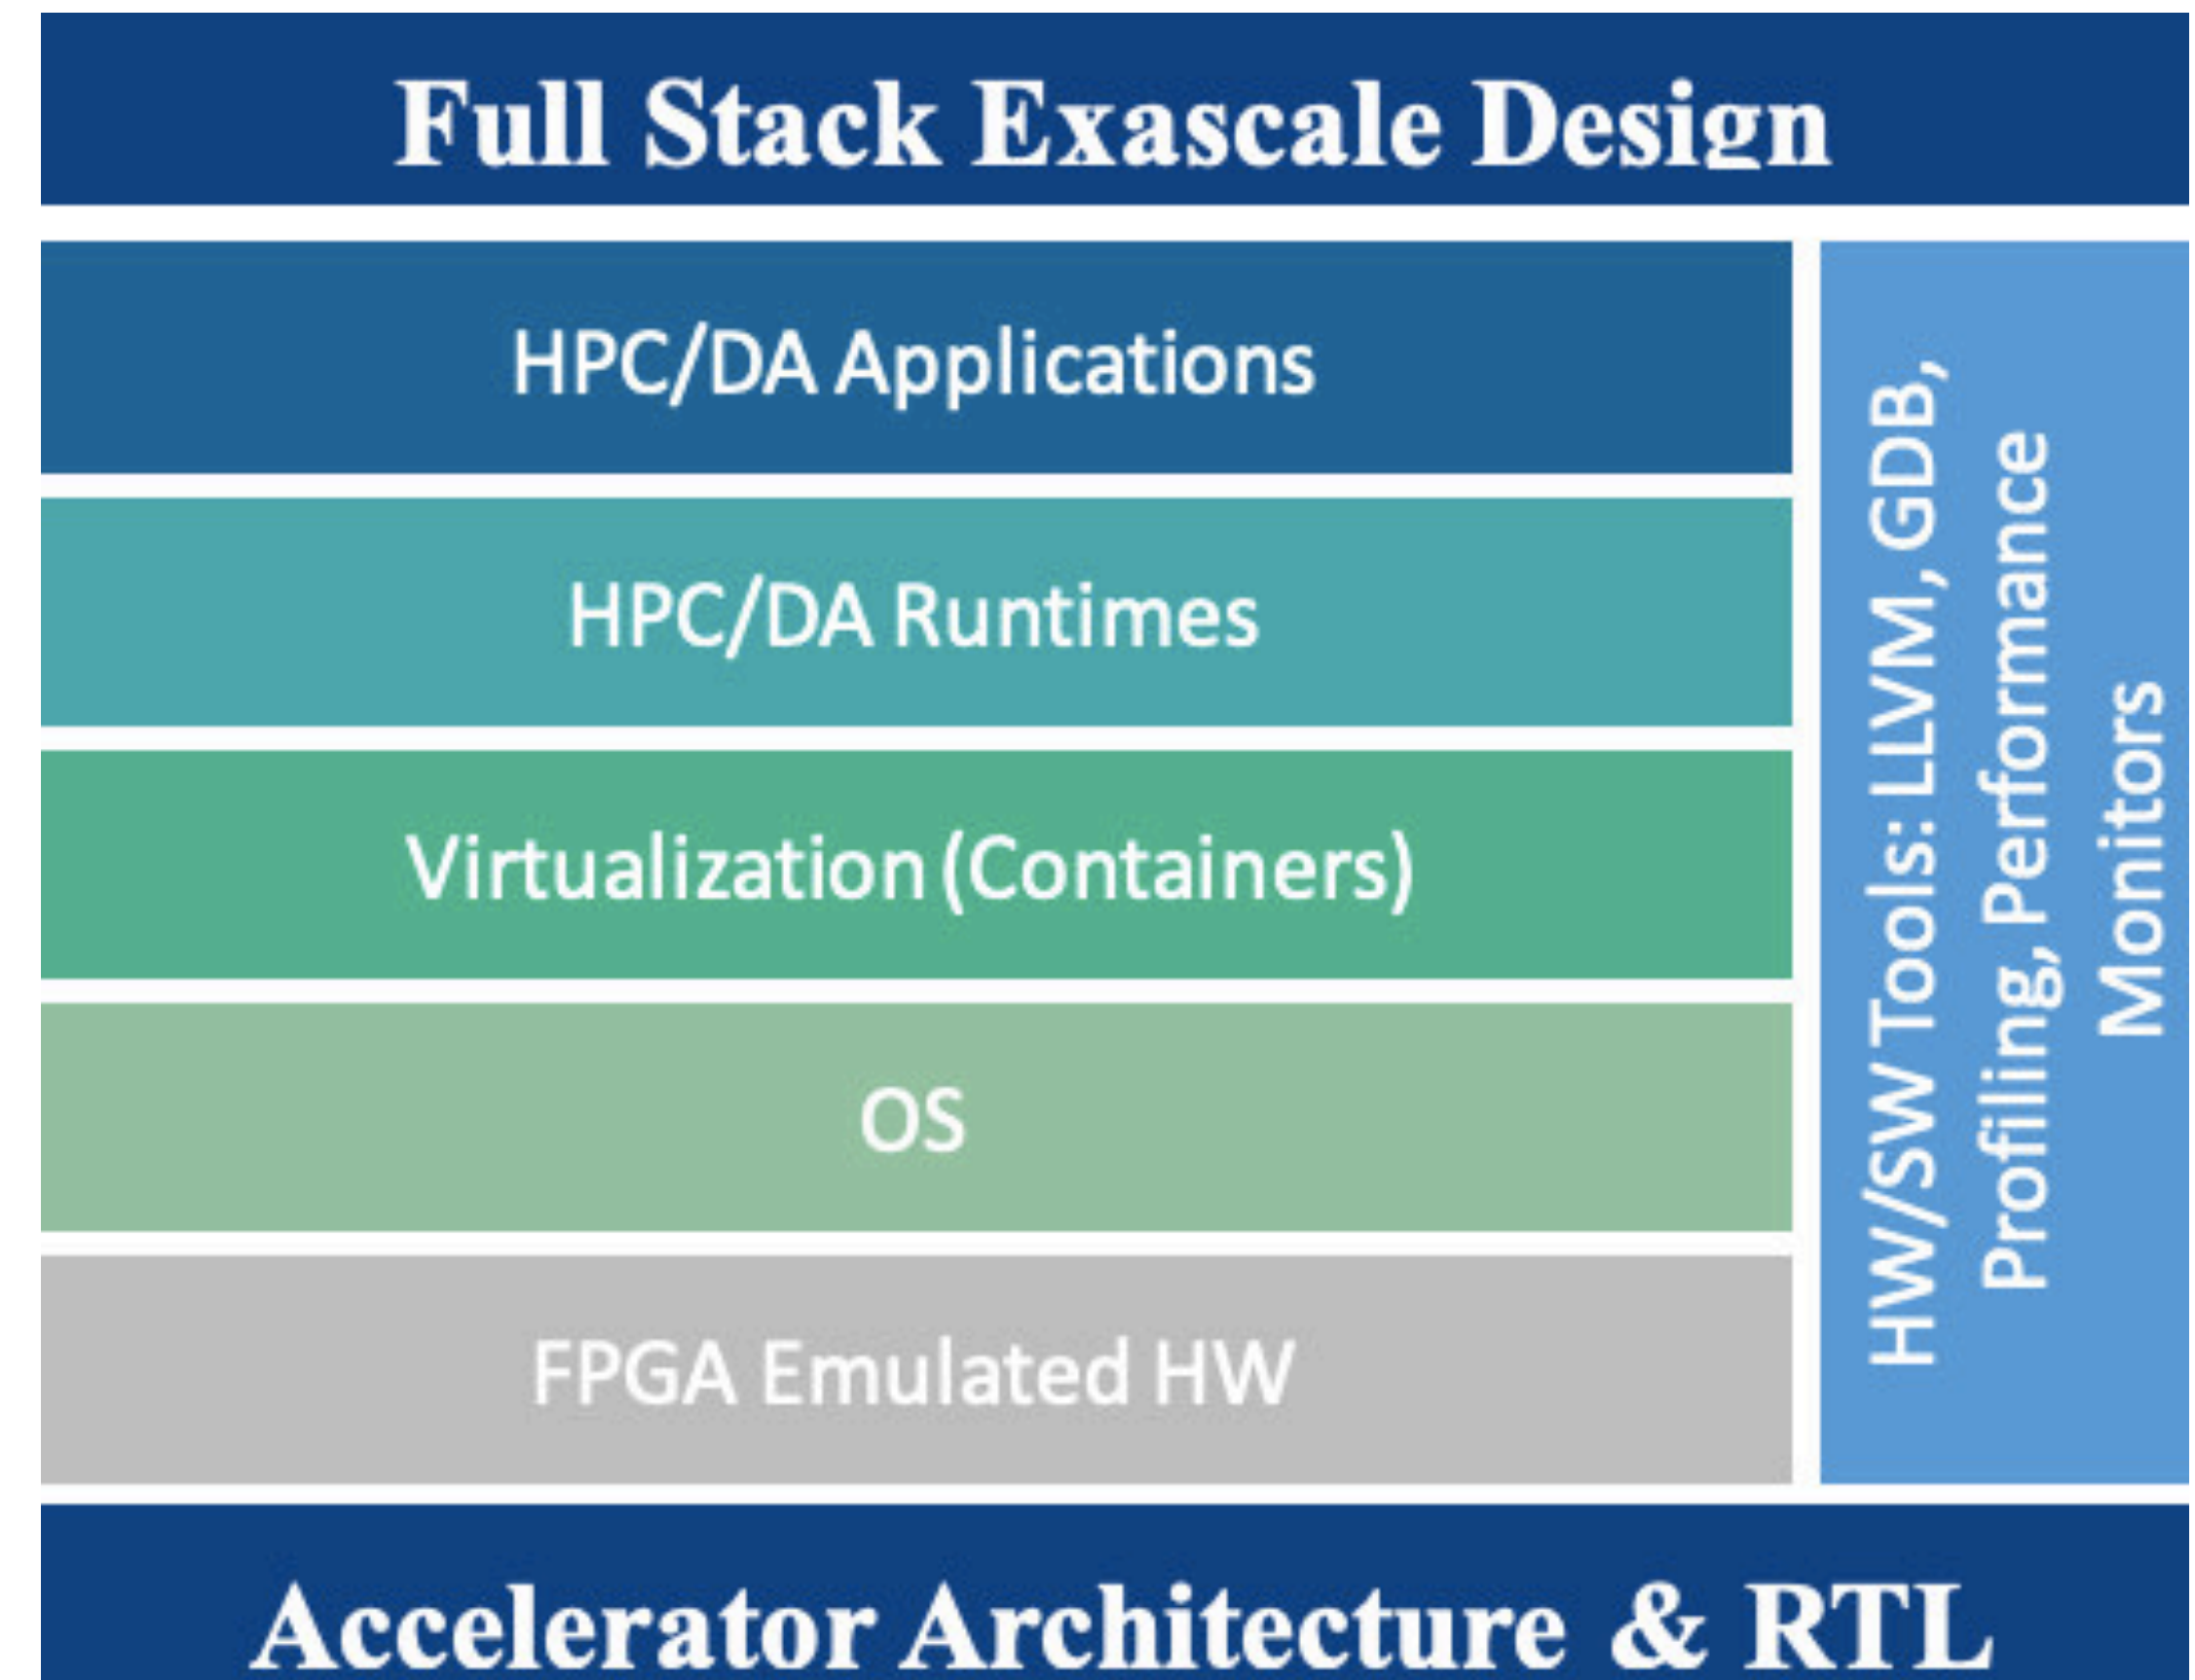 Full Stack Exascale Design
HPC/DA Applications
HPC/DA Runtimes
Virtualization (Containers)
OS
FPGA Emulated HW
HW/SW Tools: LLVM, GDB,
Profiling, Performance
Monitors
Accelerator Architecture & RTL